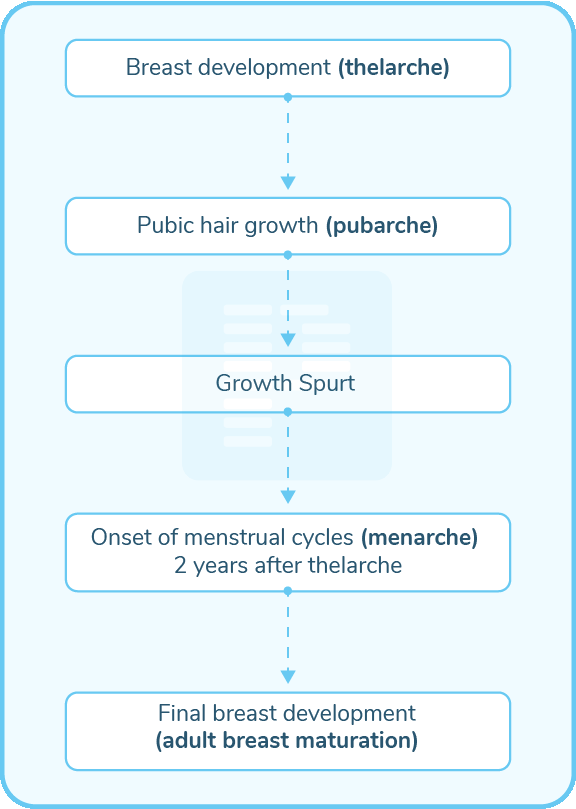 Breast development (thelarche)
Pubic hair growth (pubarche)
Growth Spurt
Onset of menstrual cycles (menarche)
2 years after thelarche
Final breast development
(adult breast maturation)